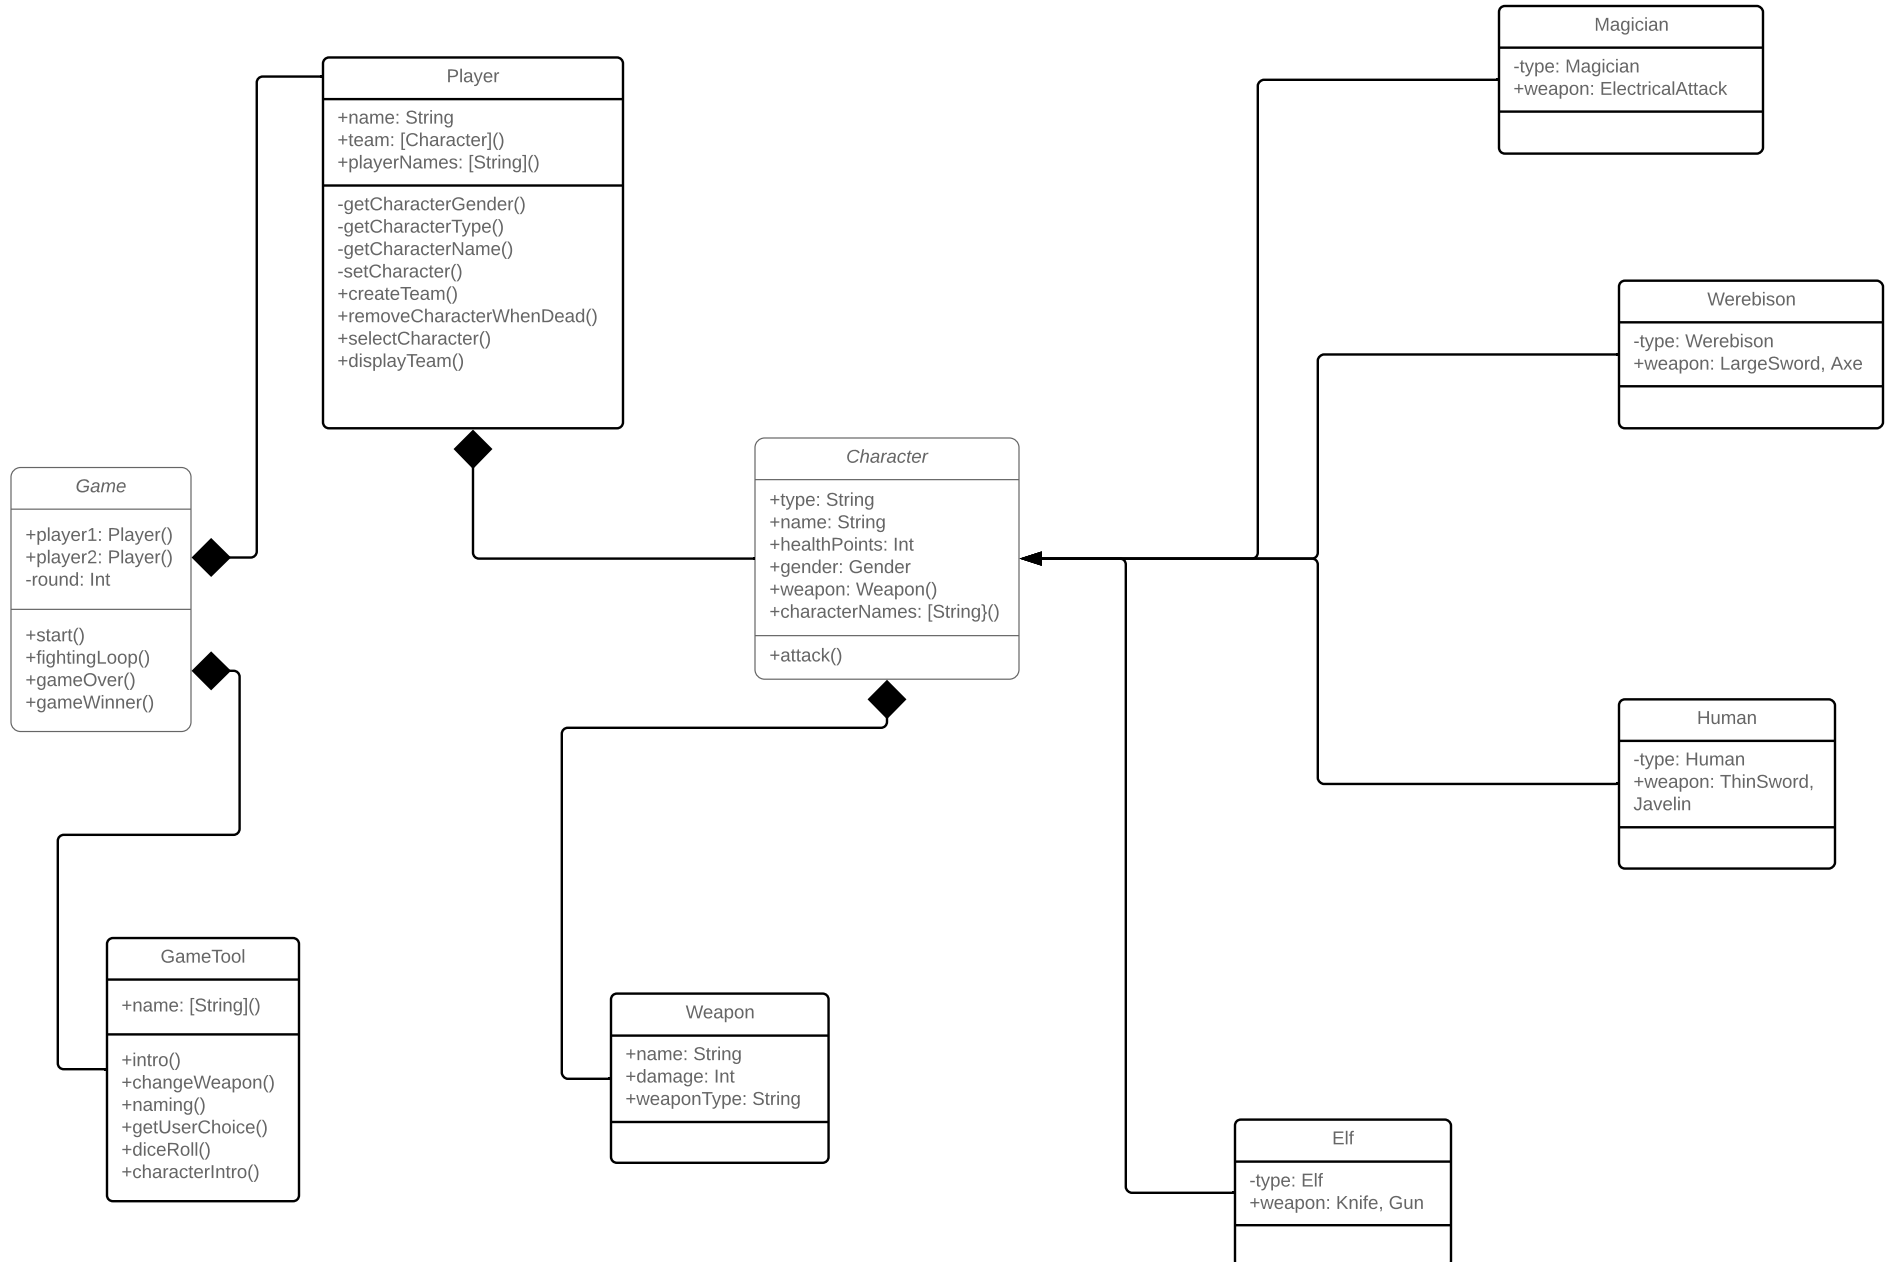 Magician
-type: Magician
+weapon: ElectricalAttack
Player
+name: String
+team: [Character]()
+playerNames: [String]()
-getCharacterGender()
-getCharacterType()
-getCharacterName()
-setCharacter()
+createTeam()
+removeCharacterWhenDead()
+selectCharacter()
+displayTeam()
Werebison
-type: Werebison
+weapon: LargeSword, Axe
Game
+player1: Player()
+player2: Player()
-round: Int
+start()
+fightingLoop()
+gameOver()
+gameWinner()
Character
+type: String
+name: String
+healthPoints: Int
+gender: Gender
+weapon: Weapon()
+characterNames: [String}()
+attack()
Human
-type: Human
+weapon: ThinSword,
Javelin
GameTool
+name: [String]()
+intro()
+changeWeapon()
+naming()
+getUserChoice()
+diceRoll()
+characterIntro()
Weapon
+name: String
+damage: Int
+weaponType: String
Elf
-type: Elf
+weapon: Knife, Gun